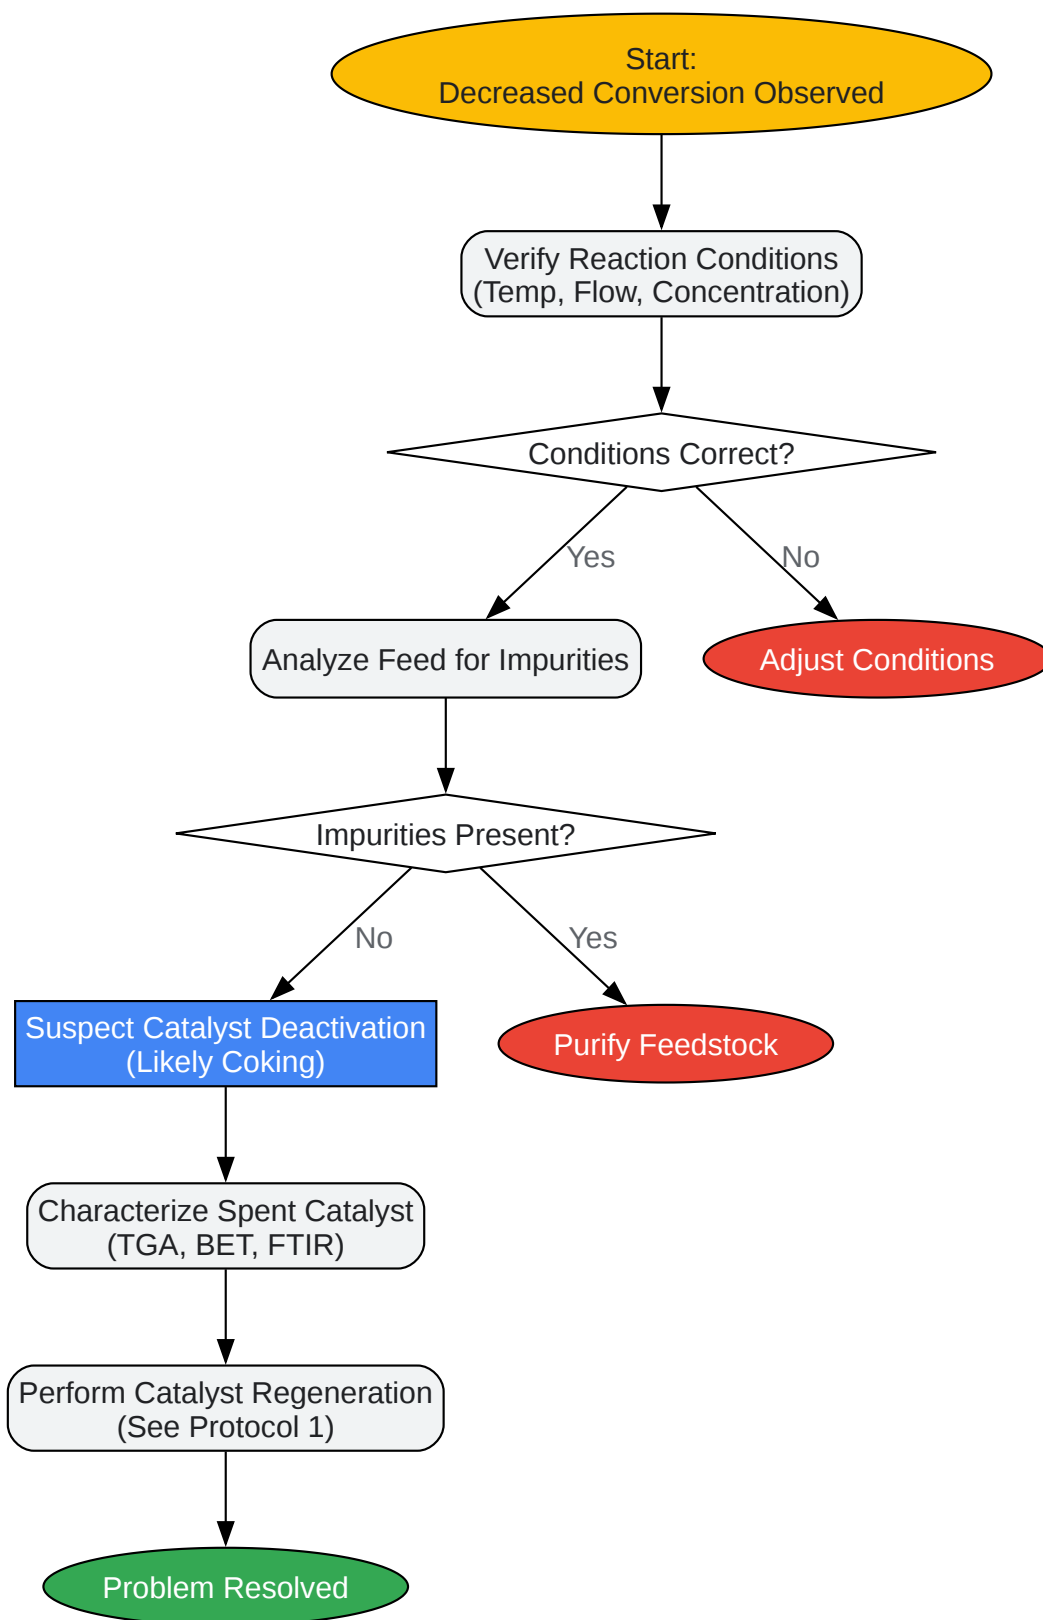 Start:
Decreased Conversion Observed
Verify Reaction Conditions
(Temp, Flow, Concentration)
Conditions Correct?
Yes
No
Analyze Feed for Impurities
Adjust Conditions
Impurities Present?
No
Yes
Suspect Catalyst Deactivation
(Likely Coking)
Purify Feedstock
Characterize Spent Catalyst
(TGA, BET, FTIR)
Perform Catalyst Regeneration
(See Protocol 1)
Problem Resolved